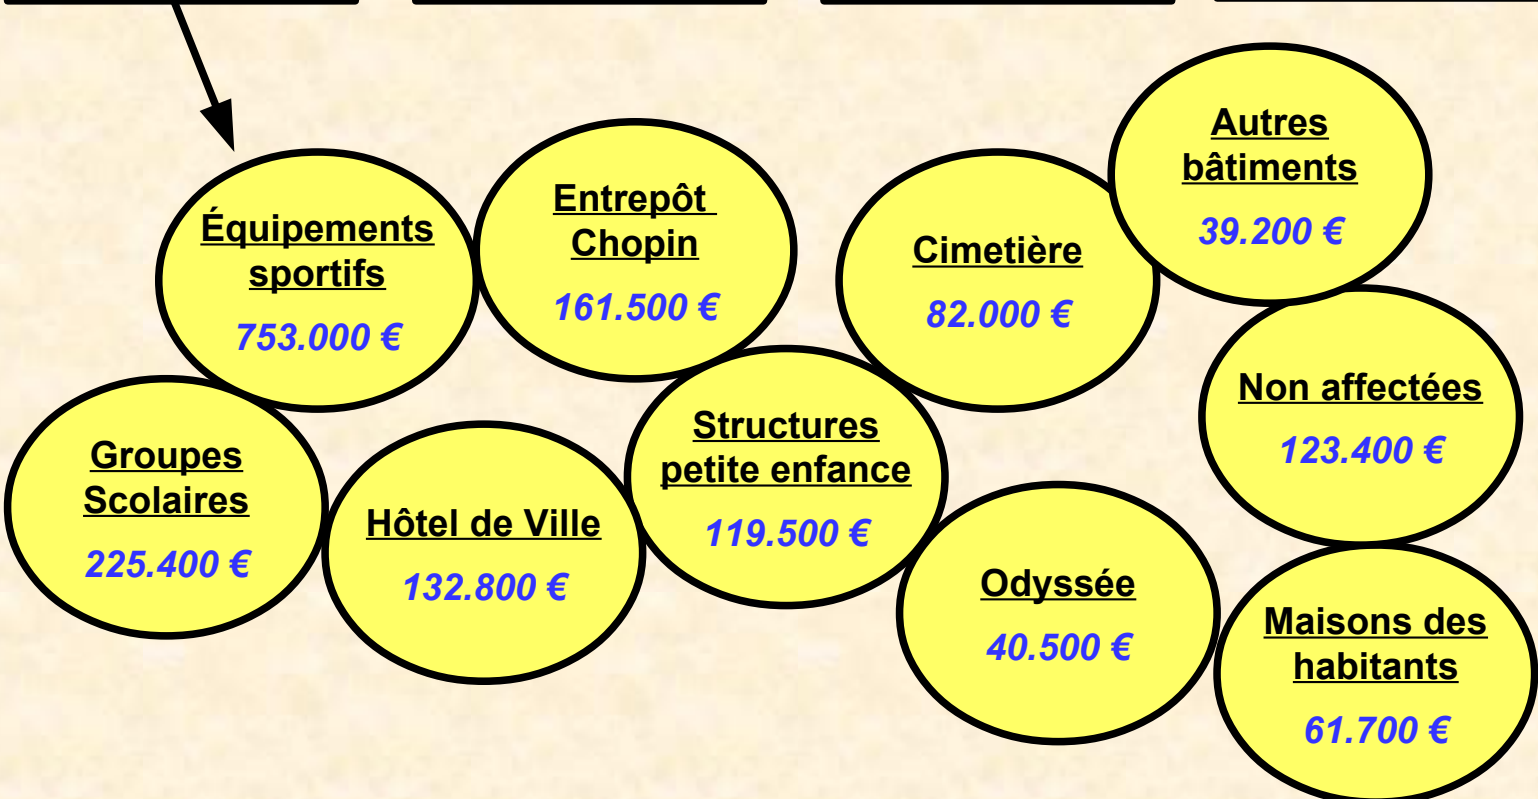 Équipements
sportifs
753.000 €
Entrepôt
Chopin
161.500 €
Cimetière
82.000 €
Autres
bâtiments
39.200 €
Groupes
Scolaires
225.400 €
Hôtel de Ville
132.800 €
Structures
petite enfance
119.500 €
Odyssée
40.500 €
Non affectées
123.400 €
Maisons des
habitants
61.700 €